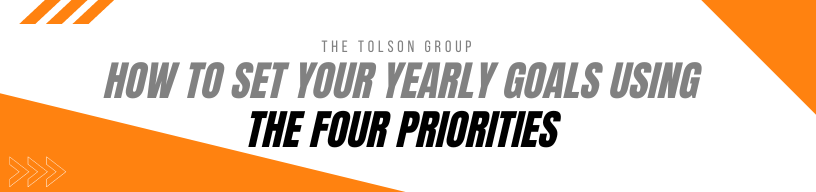 THE TOLSON GROUP
HOW TO SET YOUR YEARLY GOALS USING
THE FOUR PRIORITIES